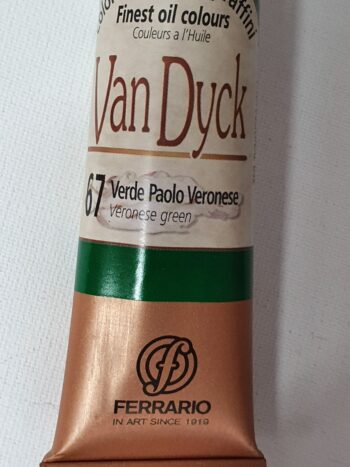 Finest oil colours
Couleurs a l'Huile
Van Dyck
67 Verde Paolo Veronese
Veronese green
FERRARIO
IN ART SINCE 1919